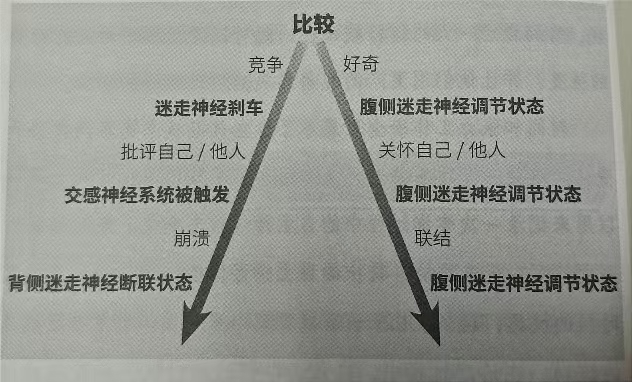 比较
竞争 好奇
迷走神经刹车 腹侧迷走神经调节状态
批评自己 / 他人 关怀自己 / 他人
交感神经系统被触发 腹侧迷走神经调节状态
崩溃 联结
背侧迷走神经断联状态 腹侧迷走神经调节状态